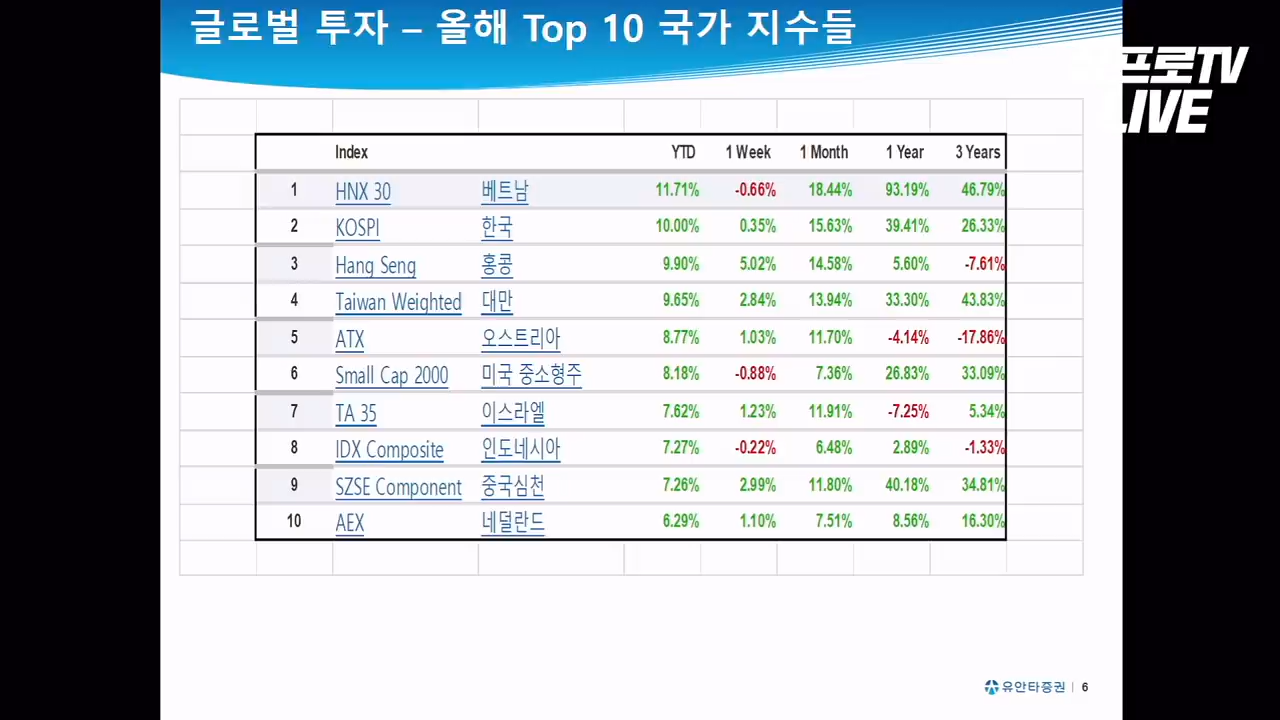 글로벌 투자 – 올해 Top 10 국가 지수들
프로TV
LIVE
Index YTD 1 Week 1 Month 1 Year 3 Years
1 HNX 30 베트남 11.71% -0.66% 18.44% 93.19% 46.79%
2 KOSPI 한국 10.00% 0.35% 15.63% 39.41% 26.33%
3 Hang Seng 홍콩 9.90% 5.02% 14.58% 5.60% -7.61%
4 Taiwan Weighted 대만 9.65% 2.84% 13.94% 33.30% 43.83%
5 ATX 오스트리아 8.77% 1.03% 11.70% -4.14% -17.86%
6 Small Cap 2000 미국 중소형주 8.18% -0.88% 7.36% 26.83% 33.09%
7 TA 35 이스라엘 7.62% 1.23% 11.91% -7.25% 5.34%
8 IDX Composite 인도네시아 7.27% -0.22% 6.48% 2.89% -1.33%
9 SZSE Component 중국심천 7.26% 2.99% 11.80% 40.18% 34.81%
10 AEX 네덜란드 6.29% 1.10% 7.51% 8.56% 16.30%
유안타증권 | 6